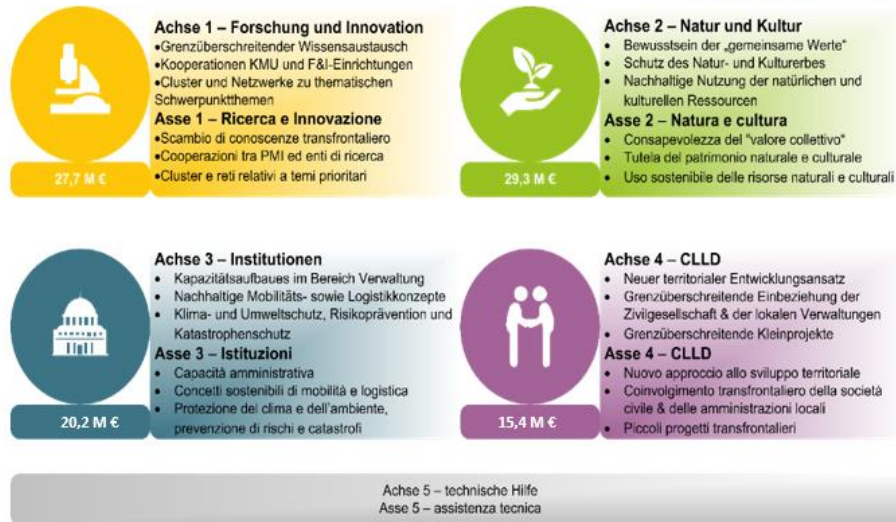 Achse 1 – Forschung und Innovation
•Grenzüberschreitender Wissensaustausch
•Kooperationen KMU und F&I-Einrichtungen
•Cluster und Netzwerke zu thematischen
Schwerpunktthemen
Asse 1 – Ricerca e Innovazione
•Scambio di conoscenze transfrontaliero
•Cooperazioni tra PMI ed enti di ricerca
•Cluster e reti relativi a temi prioritari
27,7 M €
Achse 2 – Natur und Kultur
• Bewusstsein der „gemeinsame Werte“
• Schutz des Natur- und Kulturerbes
• Nachhaltige Nutzung der natürlichen und
kulturellen Ressourcen
Asse 2 – Natura e cultura
• Consapevolezza del "valore collettivo"
• Tutela del patrimonio naturale e culturale
• Uso sostenibile delle risorse naturali e culturali
29,3 M €
Achse 3 – Institutionen
• Kapazitätsaufbaues im Bereich Verwaltung
• Nachhaltige Mobilitäts- sowie Logistikkonzepte
• Klima- und Umweltschutz, Risikoprävention und
Katastrophenschutz
Asse 3 – Istituzioni
• Capacità amministrativa
• Concetti sostenibili di mobilità e logistica
• Protezione del clima e dell'ambiente,
prevenzione di rischi e catastrofi
20,2 M €
Achse 4 – CLLD
• Neuer territorialer Entwicklungsansatz
• Grenzüberschreitende Einbeziehung der
Zivilgesellschaft & der lokalen Verwaltungen
• Grenzüberschreitende Kleinprojekte
Asse 4 – CLLD
• Nuovo approccio allo sviluppo territoriale
• Coinvolgimento transfrontaliero della società
civile & delle amministrazioni locali
• Piccoli progetti transfrontalieri
15,4 M €
Achse 5 – technische Hilfe
Asse 5 – assistenza tecnica